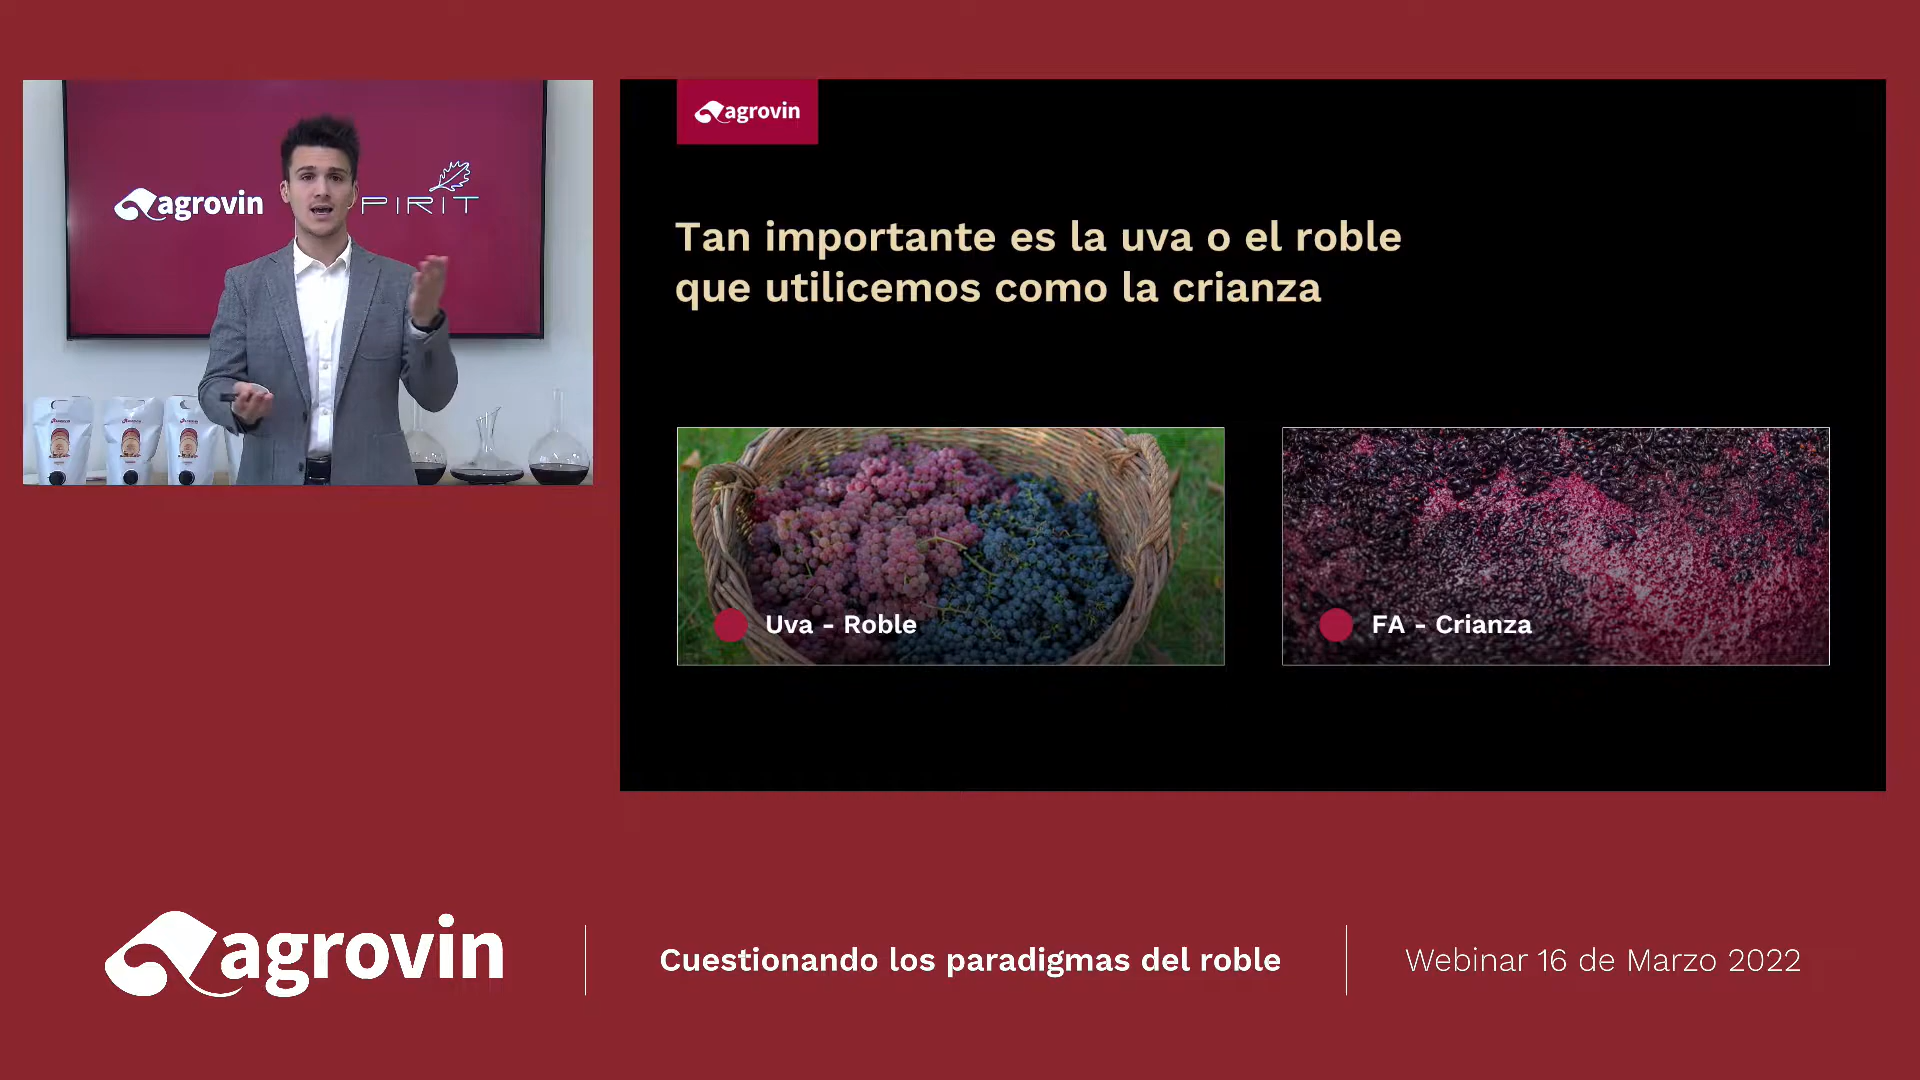 agrovin
PIRIT
agrovin
Tan importante es la uva o el roble
que utilicemos como la crianza
Uva - Roble
FA - Crianza
agrovin
Cuestionando los paradigmas del roble
Webinar 16 de Marzo 2022